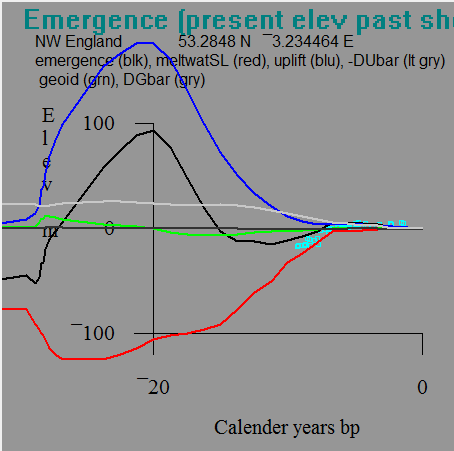 Emergence (present elev past sh
NW England 53.2848 N ¯3.234464 E
emergence (blk), meltwatSL (red), uplift (blu), -DUbar (lt gry)
geoid (grn), DGbar (gry)
Elev m
100
0
¯100
¯20 0
Calender years bp